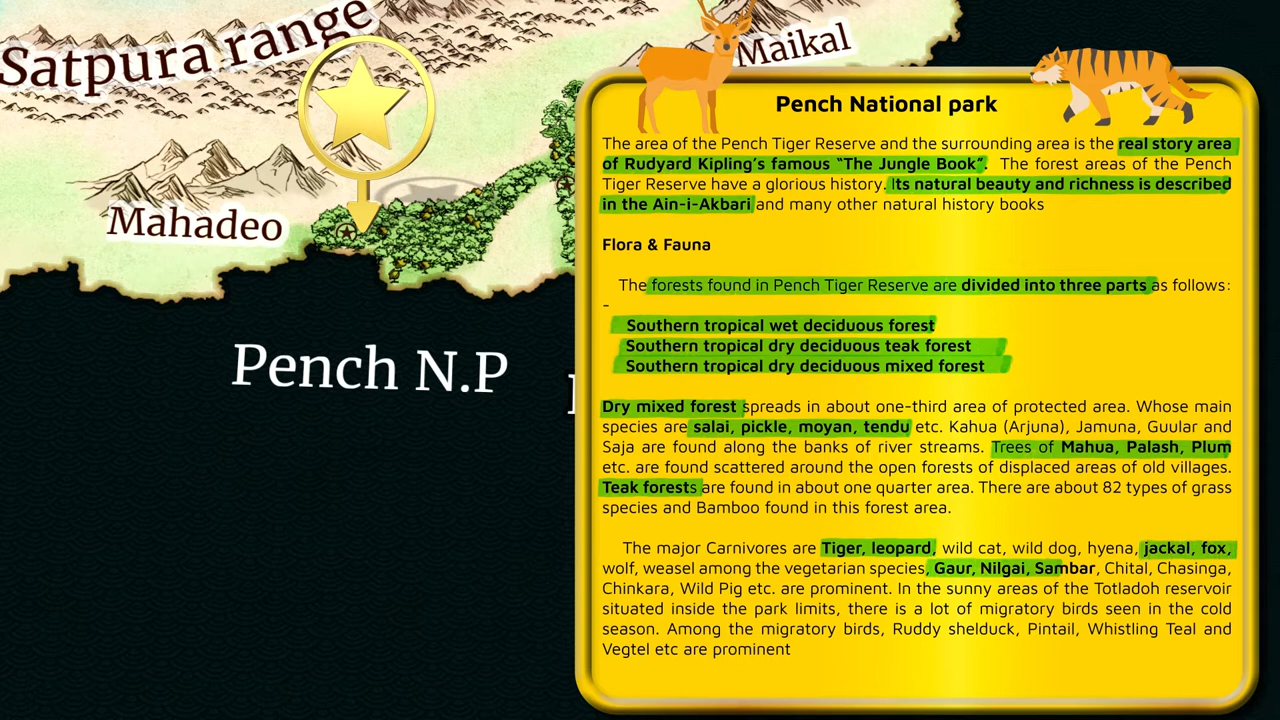 Satpura range
Maikal
Mahadeo
Pench N.P
Pench National park
The area of the Pench Tiger Reserve and the surrounding area is the real story area
of Rudyard Kipling's famous “The Jungle Book”. The forest areas of the Pench
Tiger Reserve have a glorious history. Its natural beauty and richness is described
in the Ain-i-Akbari and many other natural history books
Flora & Fauna
The forests found in Pench Tiger Reserve are divided into three parts as follows:
-
Southern tropical wet deciduous forest
Southern tropical dry deciduous teak forest
Southern tropical dry deciduous mixed forest
Dry mixed forest spreads in about one-third area of protected area. Whose main
species are salai, pickle, moyan, tendu etc. Kahua (Arjuna), Jamuna, Guular and
Saja are found along the banks of river streams. Trees of Mahua, Palash, Plum
etc. are found scattered around the open forests of displaced areas of old villages.
Teak forests are found in about one quarter area. There are about 82 types of grass
species and Bamboo found in this forest area.
The major Carnivores are Tiger, leopard, wild cat, wild dog, hyena, jackal, fox,
wolf, weasel among the vegetarian species, Gaur, Nilgai, Sambar, Chital, Chasinga,
Chinkara, Wild Pig etc. are prominent. In the sunny areas of the Totladoh reservoir
situated inside the park limits, there is a lot of migratory birds seen in the cold
season. Among the migratory birds, Ruddy shelduck, Pintail, Whistling Teal and
Vegtel etc are prominent